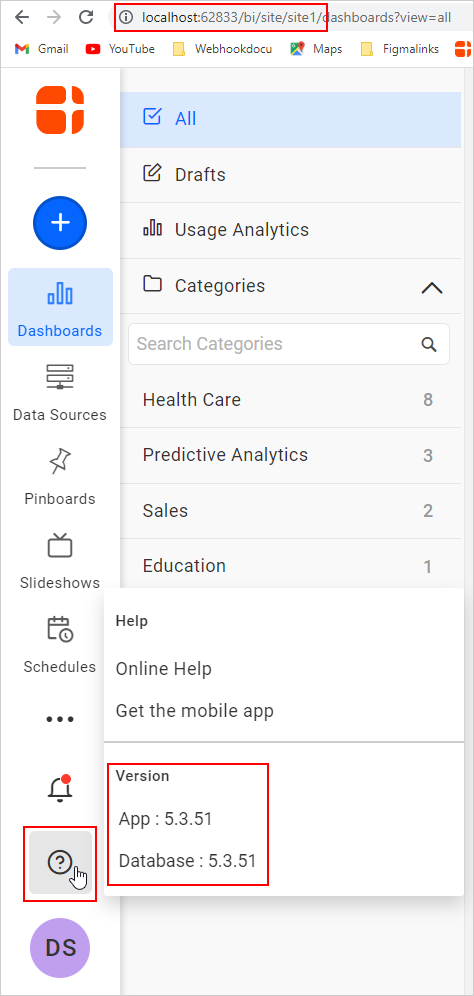 localhost:62833/bi/site/site1/dashboards?view=all
Gmail YouTube Webhookdocu Maps Figmalinks
All
Drafts
Usage Analytics
Categories
Search Categories
Health Care 8
Predictive Analytics 3
Sales 2
Education 1
Dashboards
Data Sources
Pinboards
Slideshows
Schedules
Help
Online Help
Get the mobile app
Version
App : 5.3.51
Database : 5.3.51
DS